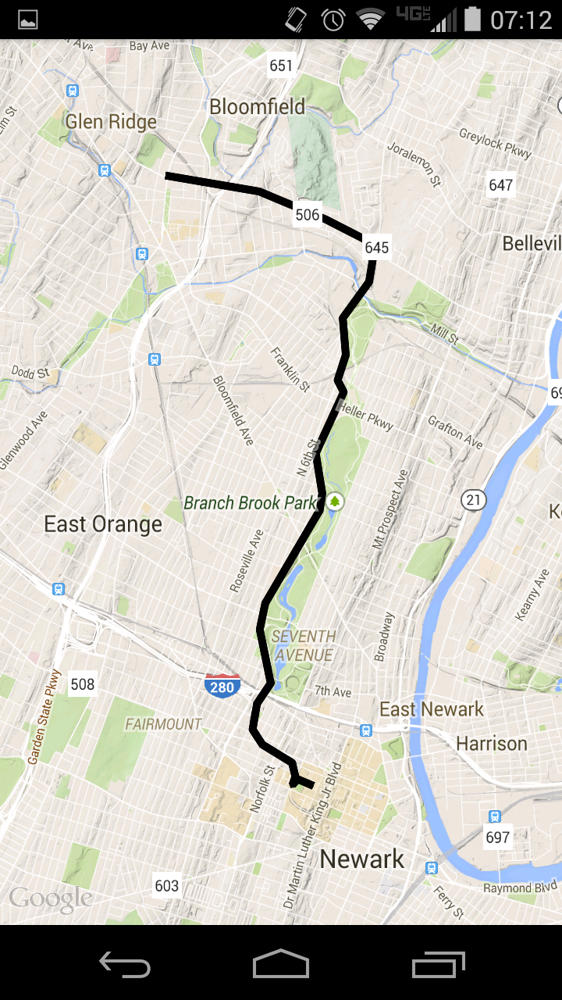 4G LTE 07:12
Bay Ave
651
Bloomfield
Glen Ridge
Greylock Pkwy
Joralemon St
647
506
Bellevil
645
Mill St
Franklin St
Dodd St
Bloomfield Ave
69
Heller Pkwy
Grafton Ave
Glenwood Ave
N 6th St
21
Branch Brook Park
Mt Prospect Ave
East Orange
Roseville Ave
Kearny Ave
SEVENTH
AVENUE
Broadway
508
280
7th Ave
East Newark
FAIRMOUNT
Garden State Pkwy
Harrison
Norfolk St
Dr Martin Luther King Jr Blvd
697
Newark
603
Raymond Blvd
Google
Ferry St